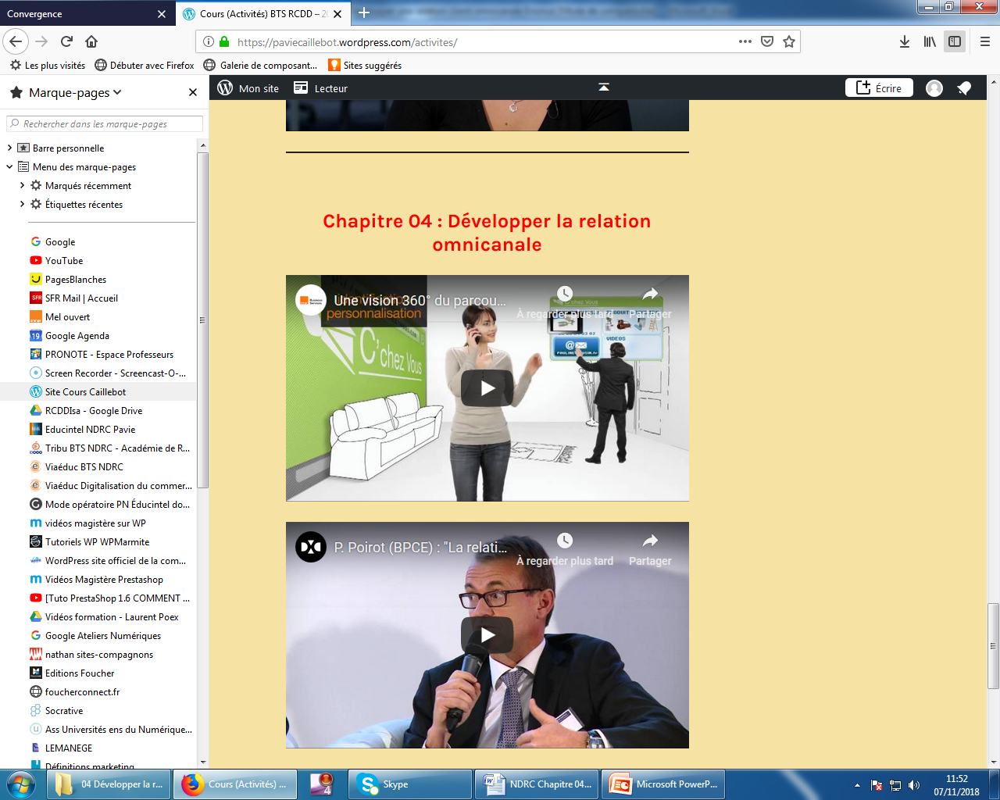 Convergence
Cours (Activités) BTS RCDD – 20
https://paviecaillebot.wordpress.com/activites/
Les plus visités
Débuter avec Firefox
Galerie de composant...
Sites suggérés
Marque-pages
Mon site
Lecteur
Écrire
Rechercher dans les marque-pages
Barre personnelle
Menu des marque-pages
Marqués récemment
Étiquettes récentes
Google
YouTube
PagesBlanches
SFR Mail | Accueil
Mel ouvert
Google Agenda
PRONOTE - Espace Professeurs
Screen Recorder - Screencast-O-...
Site Cours Caillebot
RCDDIsa - Google Drive
Educintel NDRC Pavie
Tribu BTS NDRC - Académie de R...
Viaéduc BTS NDRC
Viaéduc Digitalisation du commer...
Mode opératoire PN Éducintel do...
vidéos magistère sur WP
Tutoriels WP WPMarmite
WordPress site officiel de la com...
Vidéos Magistère Prestashop
[Tuto PrestaShop 1.6 COMMENT ...
Vidéos formation - Laurent Poex
Google Ateliers Numériques
nathan sites-compagnons
Editions Foucher
foucherconnect.fr
Socrative
Ass Universités ens du Numérique...
LEMANEGE
Définitions marketing
Chapitre 04 : Développer la relation
omnicanale
Une vision 360° du parcou...
personnalisation
À regarder plus tard
Partager
C'chez Vous
VIDEOS
P. Poirot (BPCE) : "La relati...
À regarder plus tard
Partager
04 Développer la r...
Cours (Activités) ...
4
Skype
NDRC Chapitre 04...
Microsoft PowerP...
11:52
07/11/2018